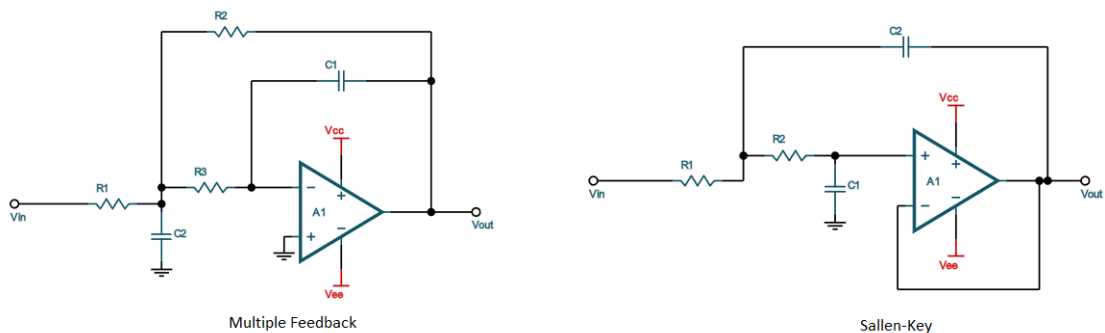 R2
C1
Vcc
R3
R1
A1
Vin
C2
Vout
Vee
Multiple Feedback
C2
Vcc
R2
R1
A1
Vin
C1
Vout
Vee
Sallen-Key